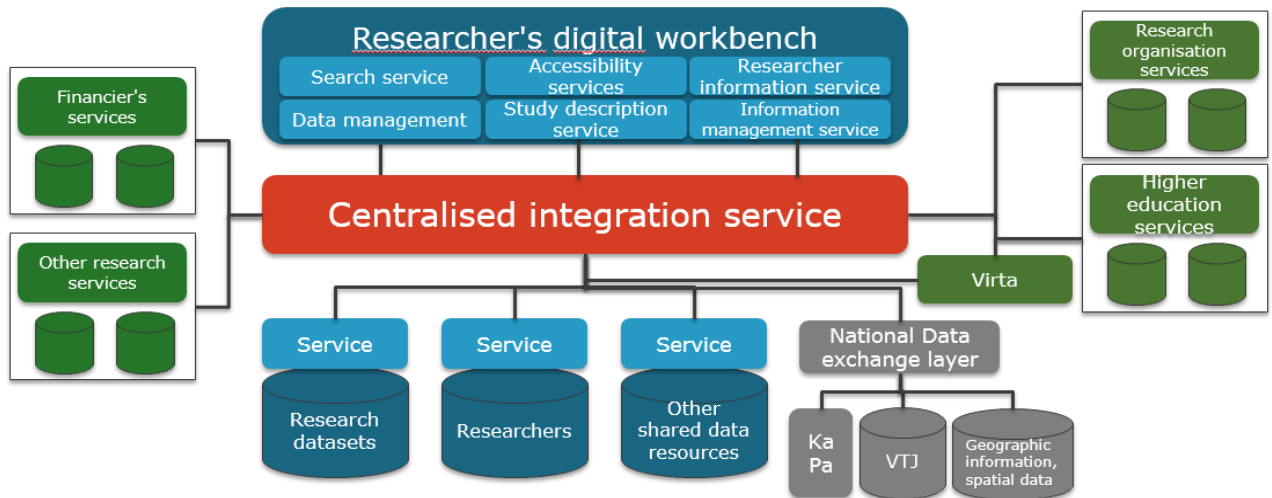 Researcher's digital workbench
Search service
Accessibility
services
Researcher
information service
Data management
Study description
service
Information
management service
Financier's
services
Other research
services
Centralised integration service
Research
organisation
services
Higher
education
services
Virta
Service
Service
Service
National Data
exchange layer
Research
datasets
Researchers
Other
shared data
resources
Ka
Pa
VTJ
Geographic
information,
spatial data